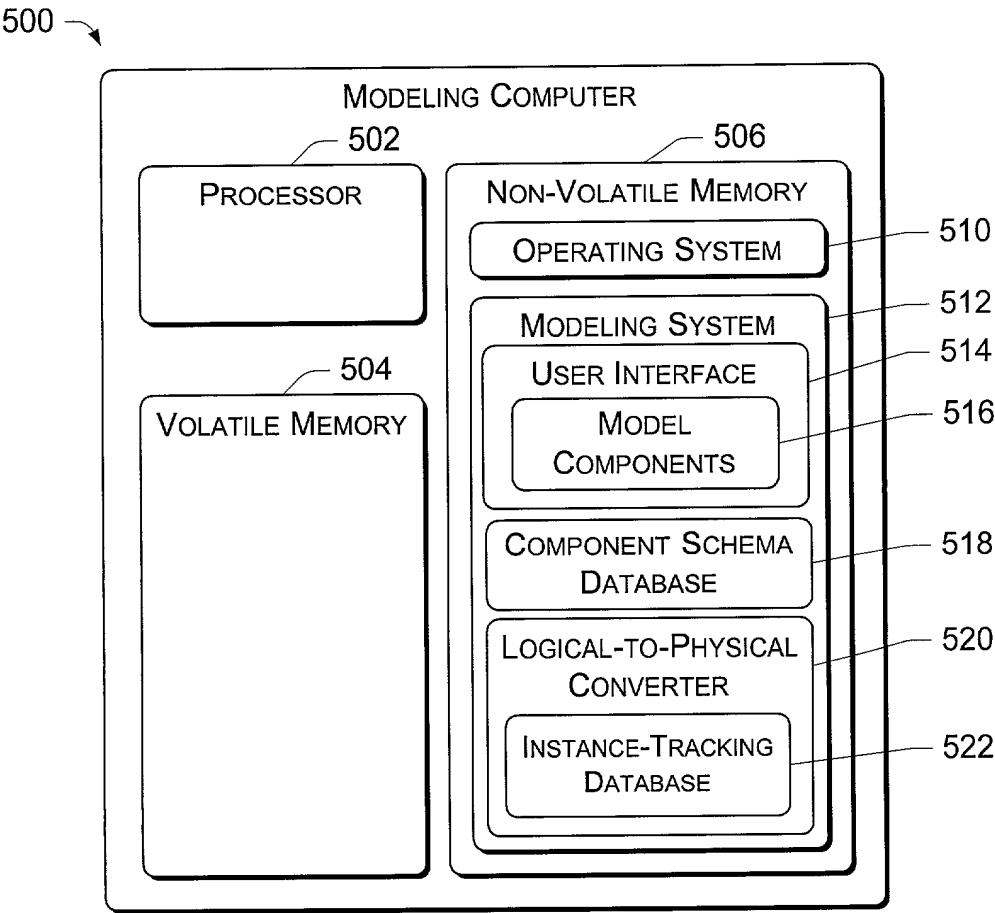 500
MODELING COMPUTER
502
PROCESSOR
504
VOLATILE MEMORY
506
NON-VOLATILE MEMORY
OPERATING SYSTEM
510
MODELING SYSTEM
512
USER INTERFACE
514
MODEL
COMPONENTS
516
COMPONENT SCHEMA
DATABASE
518
LOGICAL-TO-PHYSICAL
CONVERTER
520
INSTANCE-TRACKING
DATABASE
522